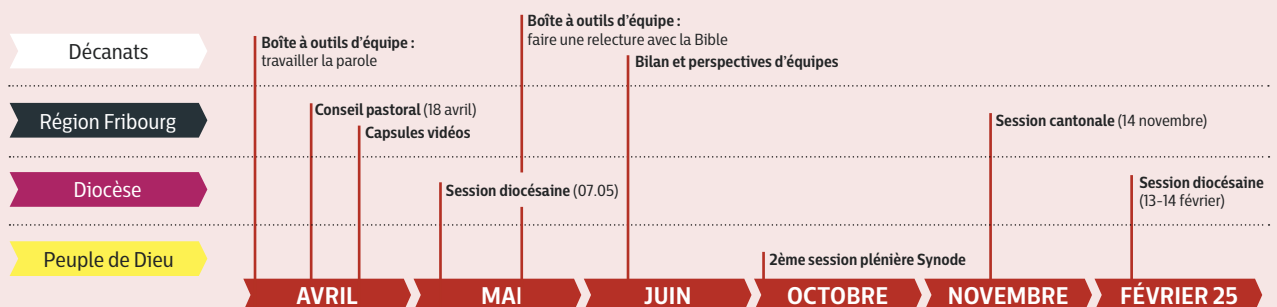 Décanats
Boîte à outils d’équipe :
travailler la parole
Boîte à outils d’équipe :
faire une relecture avec la Bible
Bilan et perspectives d’équipes
Région Fribourg
Conseil pastoral (18 avril)
Capsules vidéos
Session cantonale (14 novembre)
Diocèse
Session diocésaine (07.05)
Session diocésaine
(13-14 février)
Peuple de Dieu
2ème session plénière Synode
AVRIL
MAI
JUIN
OCTOBRE
NOVEMBRE
FÉVRIER 25